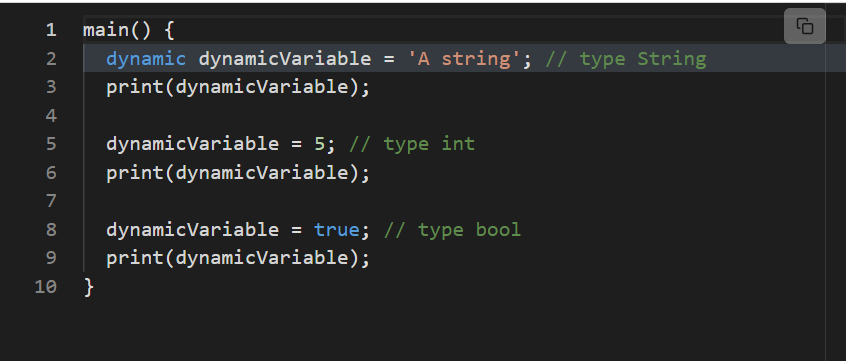 1 main() {
2   dynamic dynamicVariable = 'A string'; // type String
3   print(dynamicVariable);
4
5   dynamicVariable = 5; // type int
6   print(dynamicVariable);
7
8   dynamicVariable = true; // type bool
9   print(dynamicVariable);
10 }